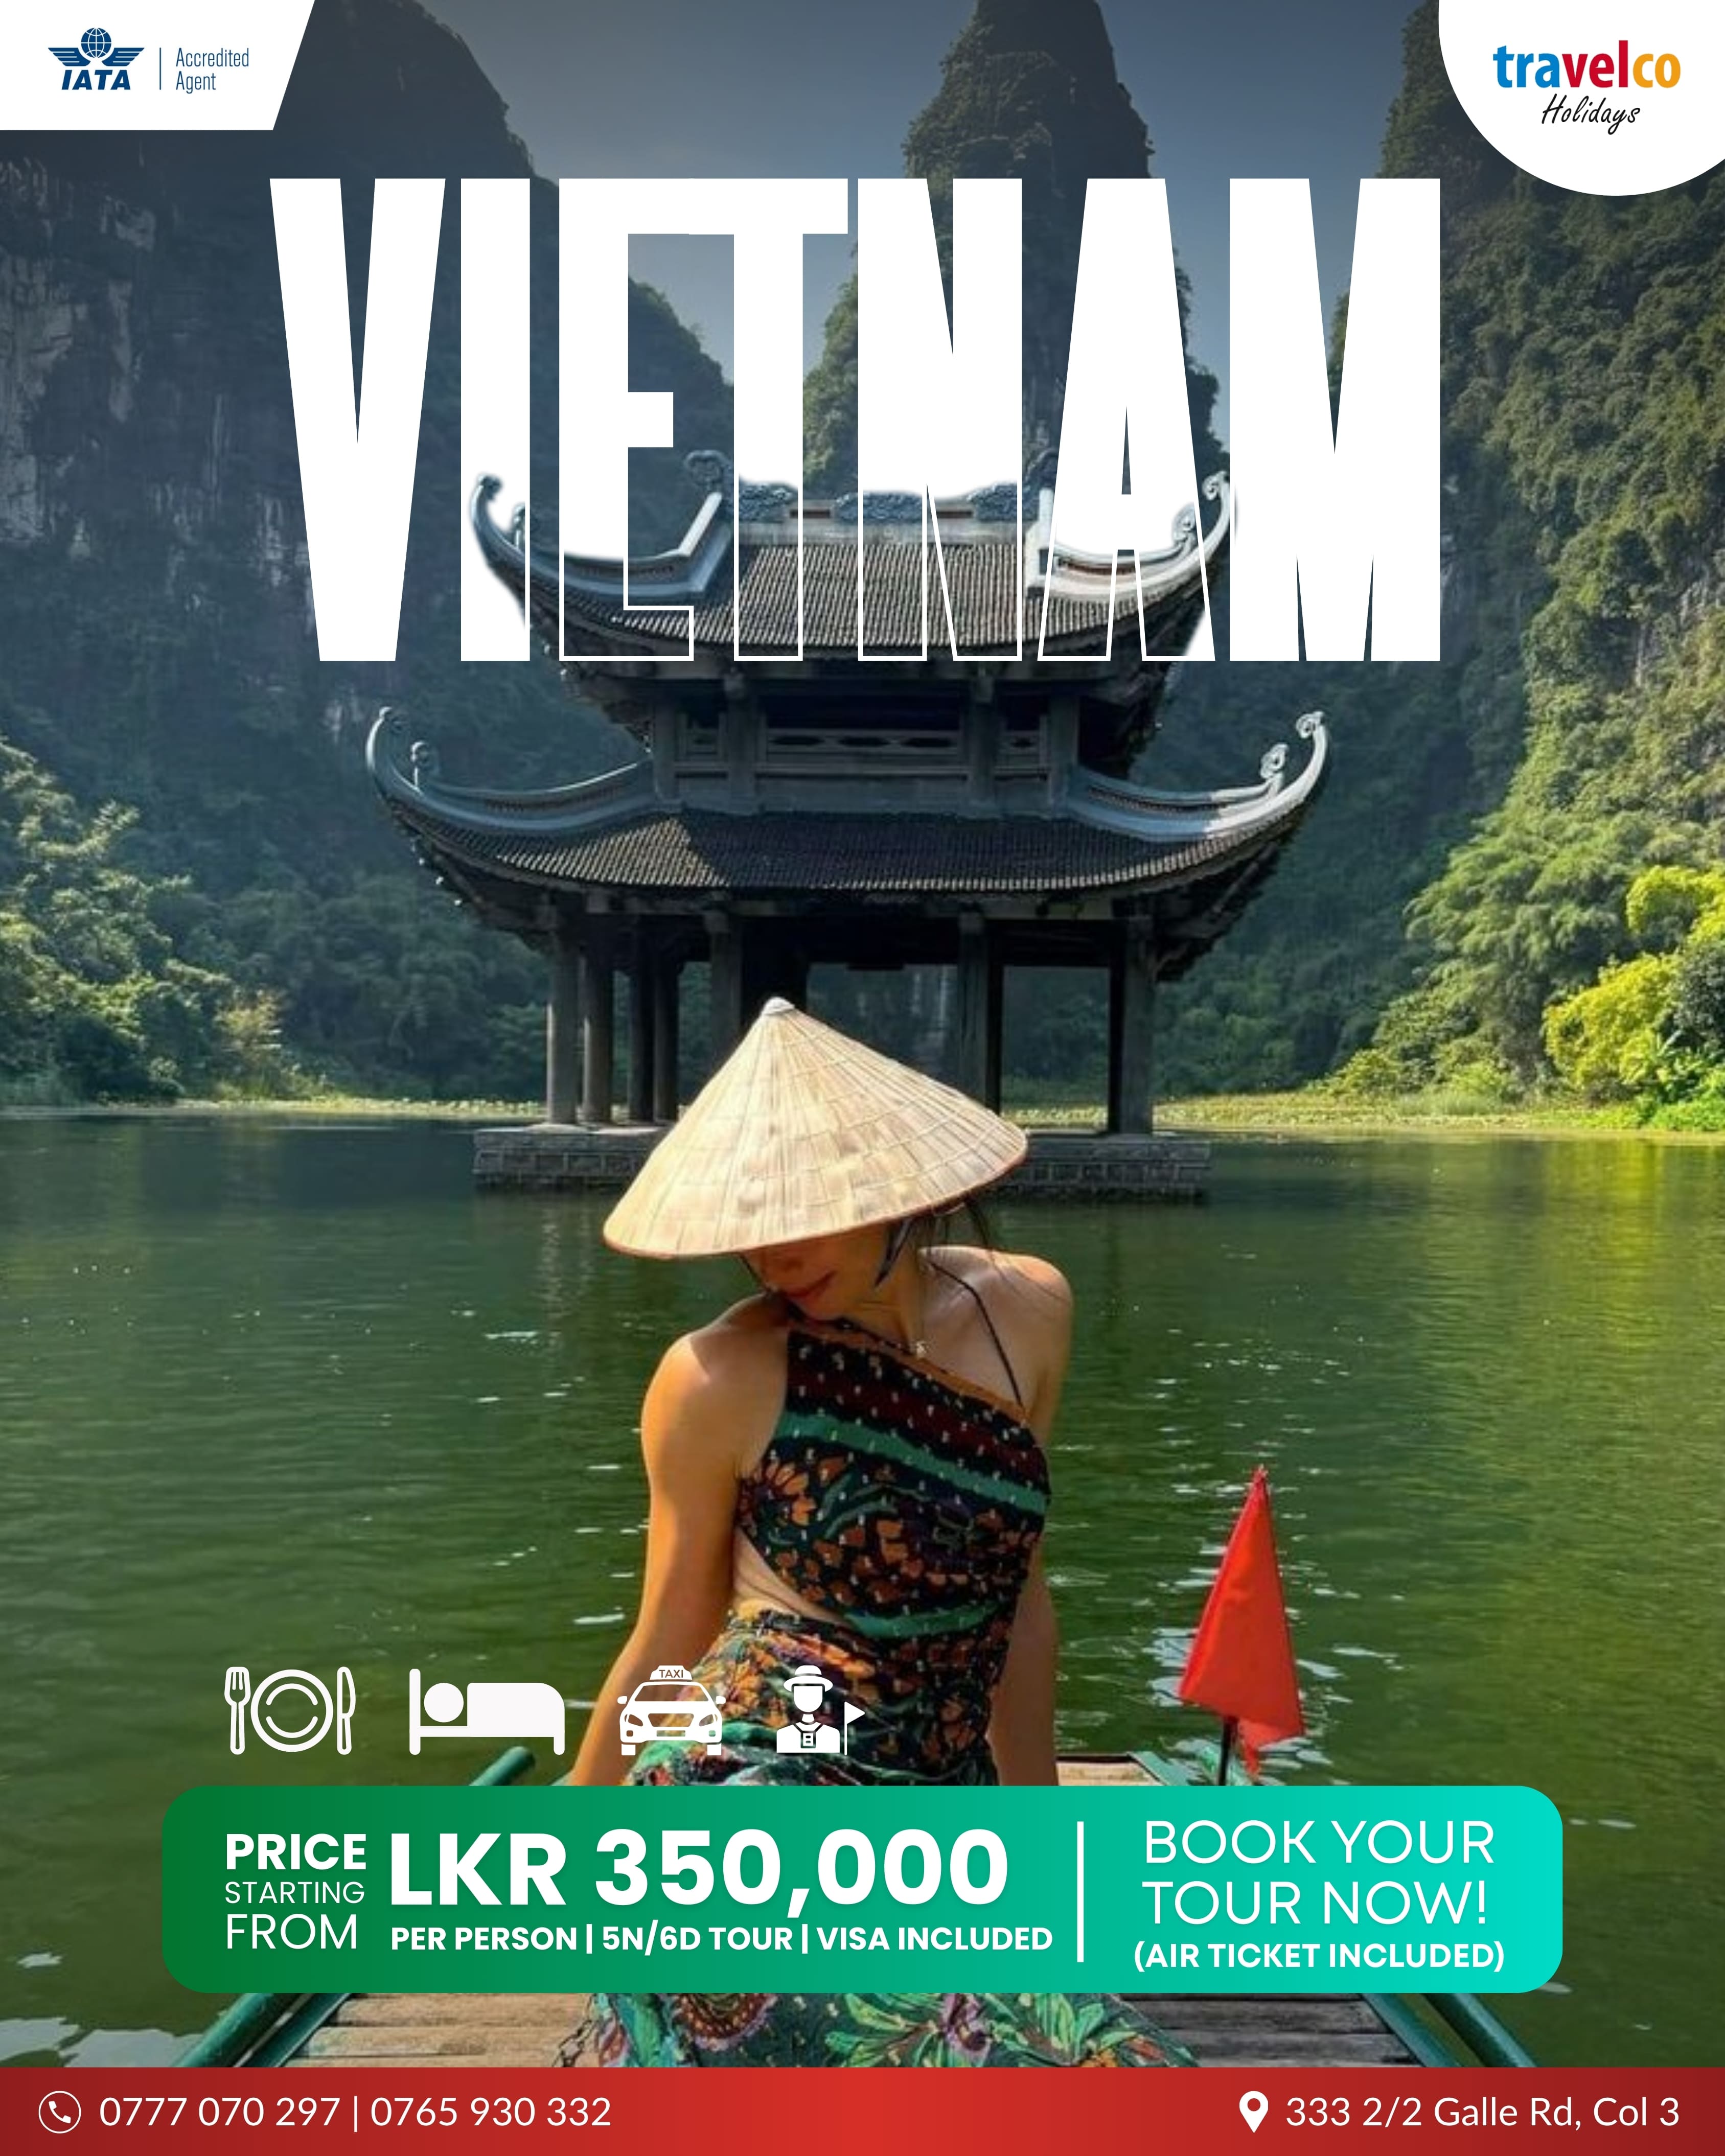 IATA
Accredited
Agent
travelco
Holidays
VIETNAM
TAXI
PRICE
STARTING
FROM
LKR 350,000
PER PERSON | 5N/6D TOUR | VISA INCLUDED
BOOK YOUR
TOUR NOW!
(AIR TICKET INCLUDED)
0777 070 297 | 0765 930 332
333 2/2 Galle Rd, Col 3